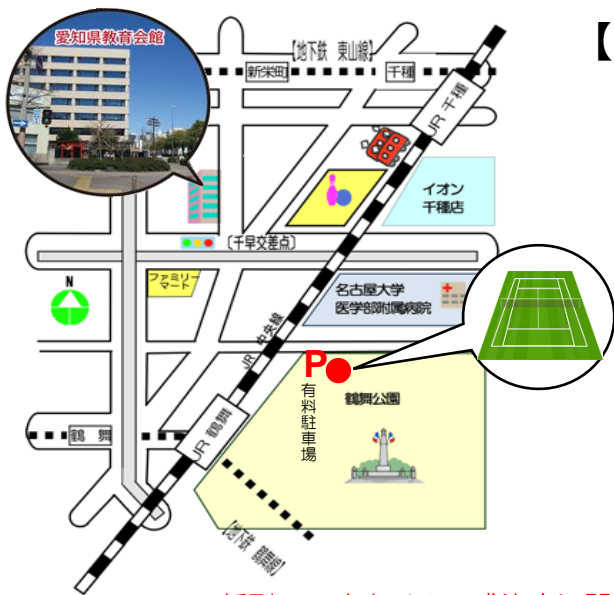 愛知県教育会館
【
【地下鉄 東山線】
新栄町
千種
JR 千種
イオン
千種店
〔千早交差点〕
ファミリー
マート
N
名古屋大学
医学部附属病院
JR 中央線
P
有料駐車場
鶴舞公園
鶴 舞
JR 鶴舞
【地下鉄 鶴舞線】